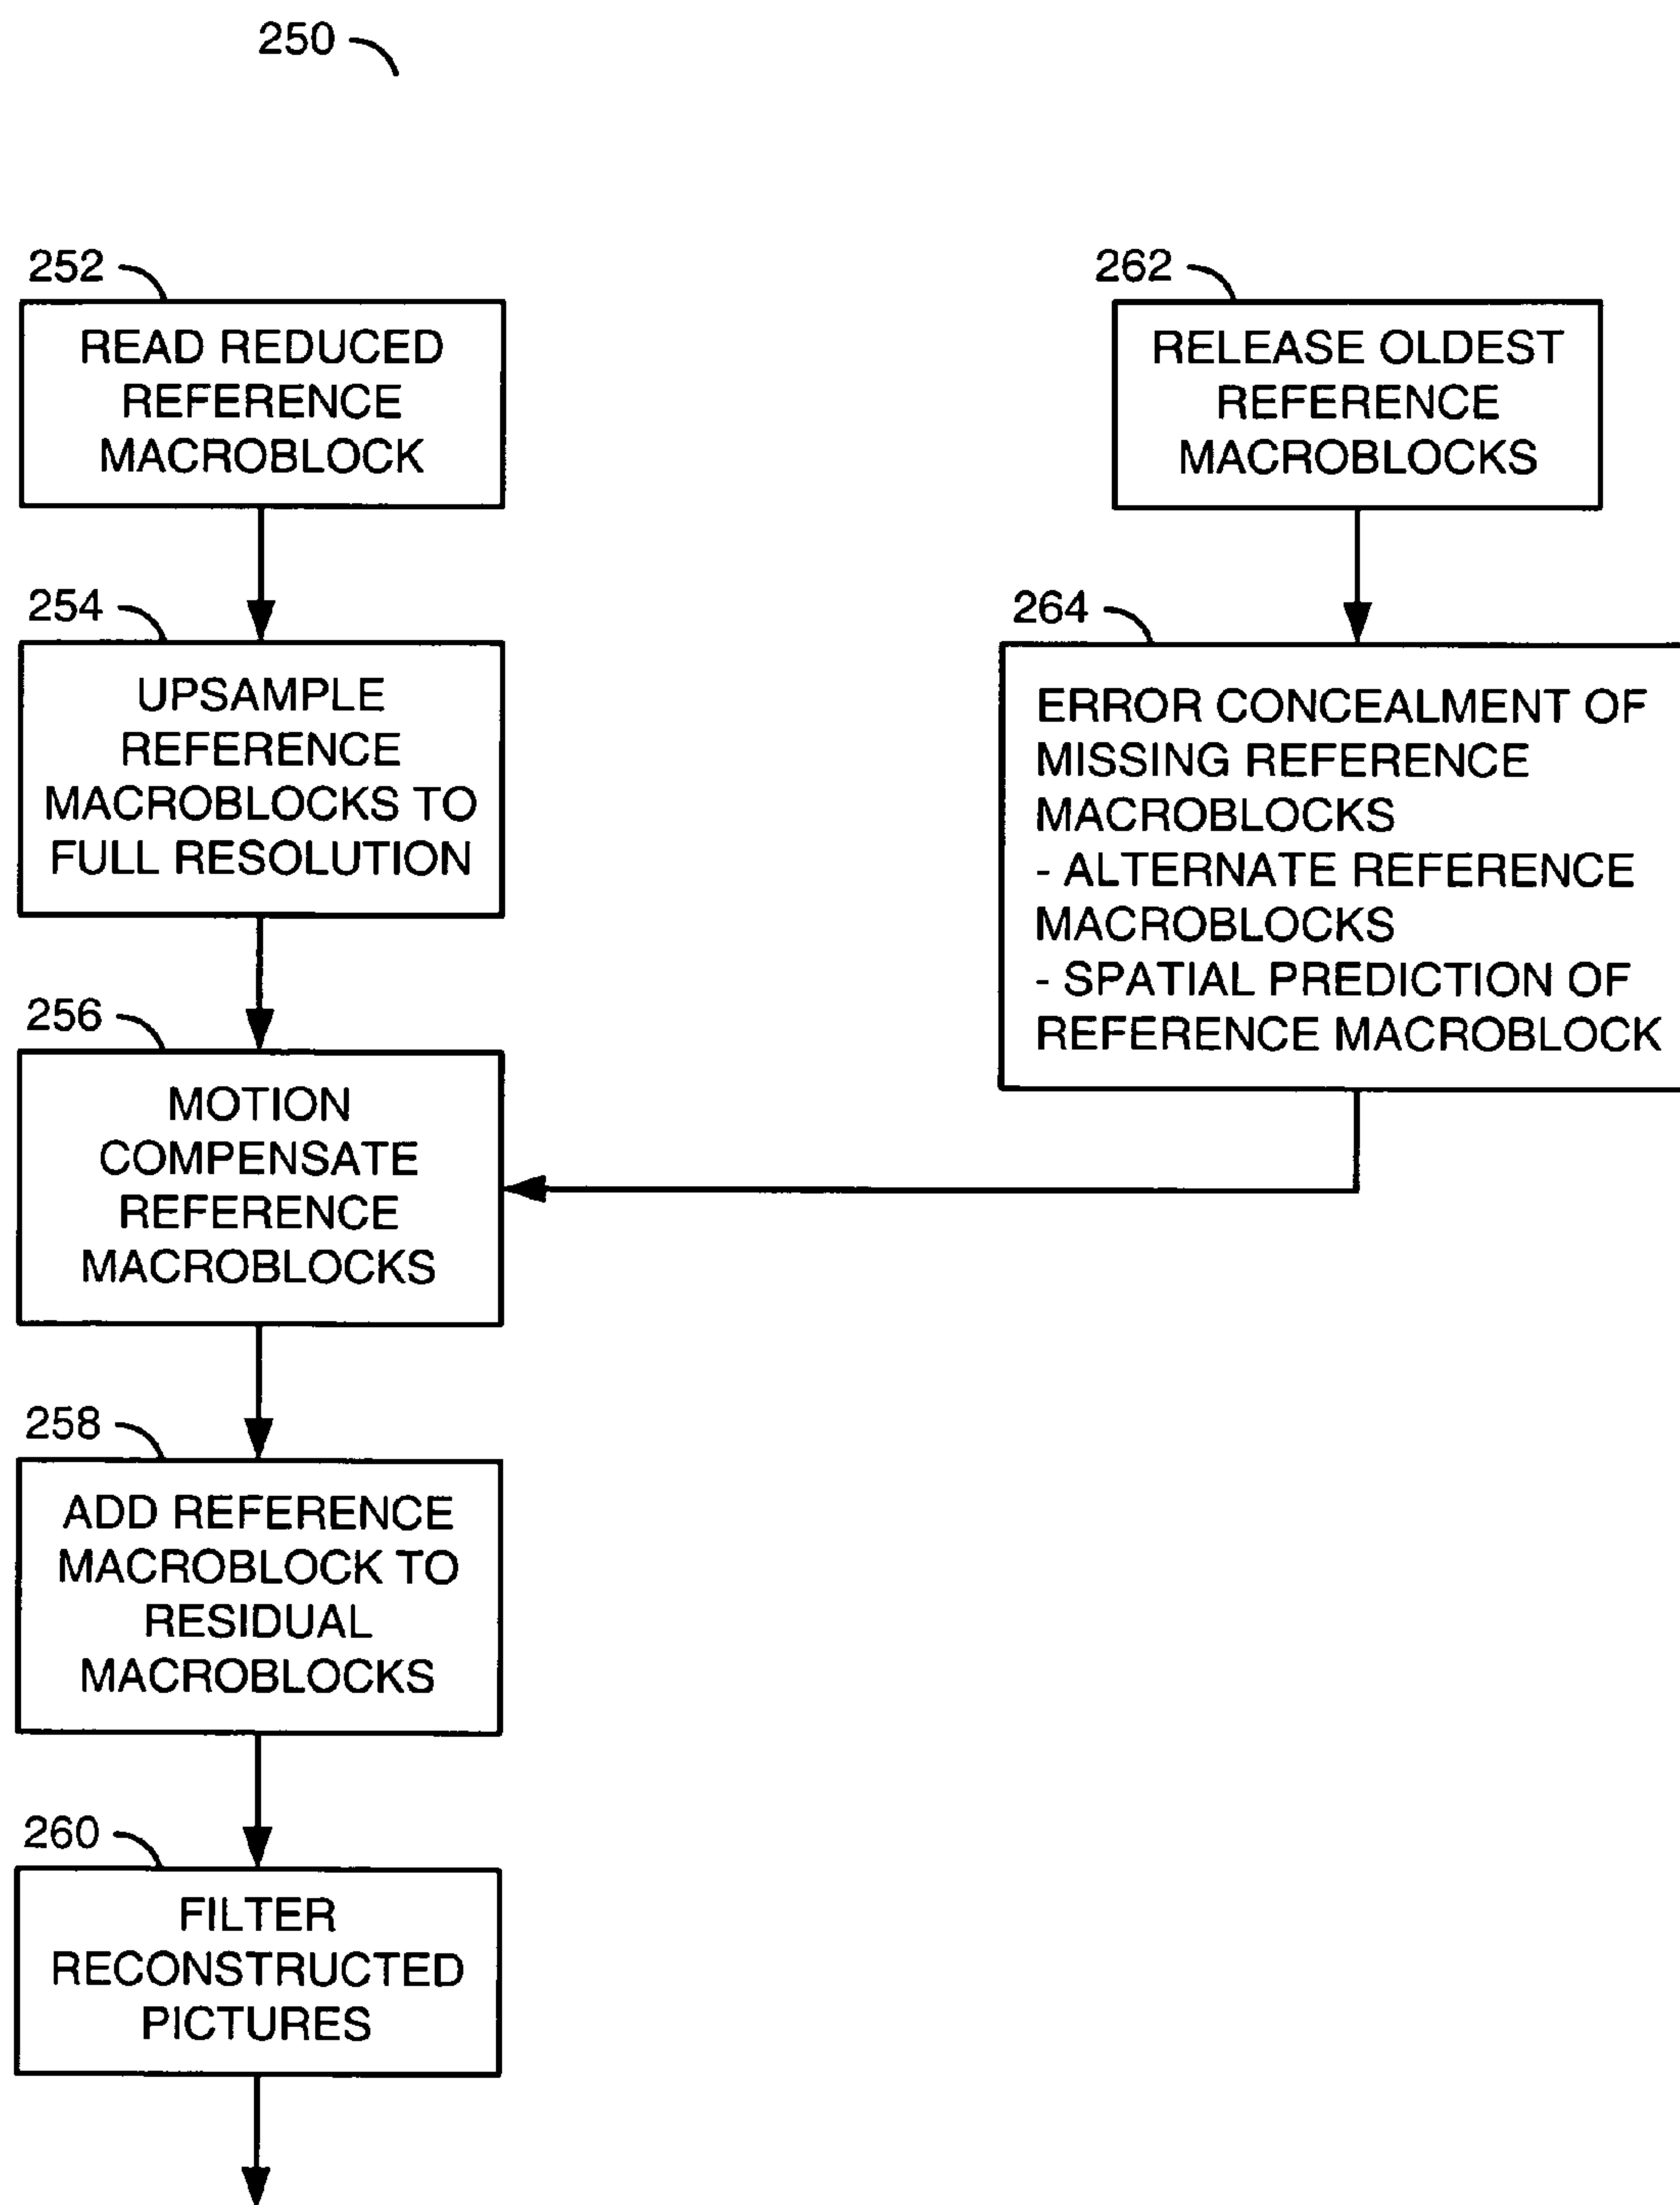 250
252
READ REDUCED
REFERENCE
MACROBLOCK
254
UPSAMPLE
REFERENCE
MACROBLOCKS TO
FULL RESOLUTION
256
MOTION
COMPENSATE
REFERENCE
MACROBLOCKS
258
ADD REFERENCE
MACROBLOCK TO
RESIDUAL
MACROBLOCKS
260
FILTER
RECONSTRUCTED
PICTURES
262
RELEASE OLDEST
REFERENCE
MACROBLOCKS
264
ERROR CONCEALMENT OF
MISSING REFERENCE
MACROBLOCKS
- ALTERNATE REFERENCE
MACROBLOCKS
- SPATIAL PREDICTION OF
REFERENCE MACROBLOCK